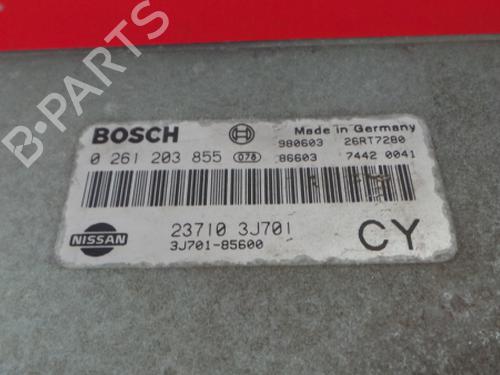 B-PARTS
BOSCH
Made in Germany
980603 26RT7280
0 261 203 855 078 86603 7442 0041
NISSAN
23710 3J701
3J701-85600
CY